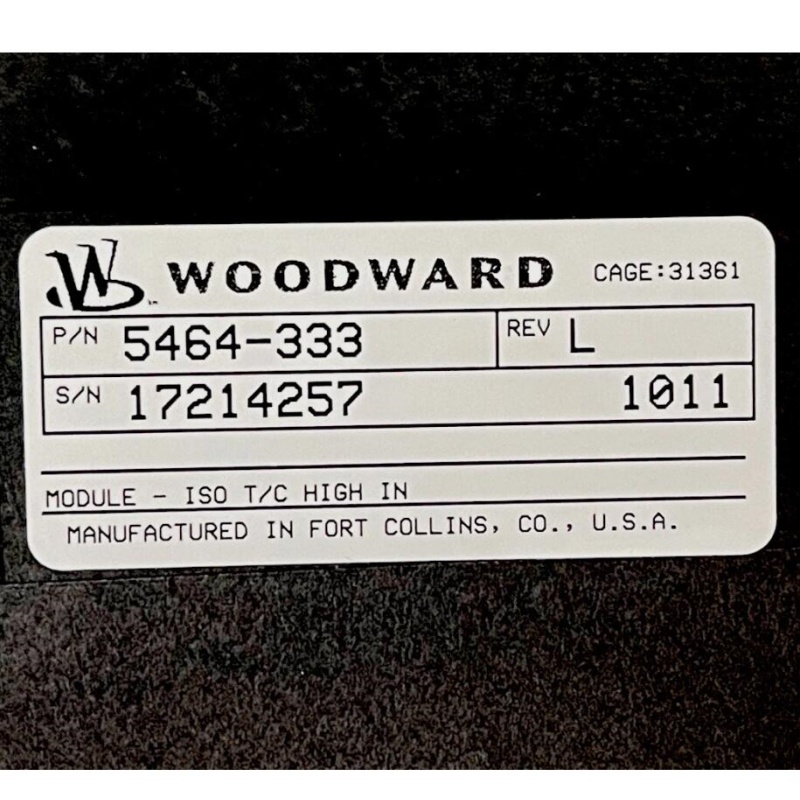 WOODWARD CAGE:31361
P/N 5464-333 REV L
S/N 17214257 1011
MODULE - ISO T/C HIGH IN
MANUFACTURED IN FORT COLLINS, CO., U.S.A.